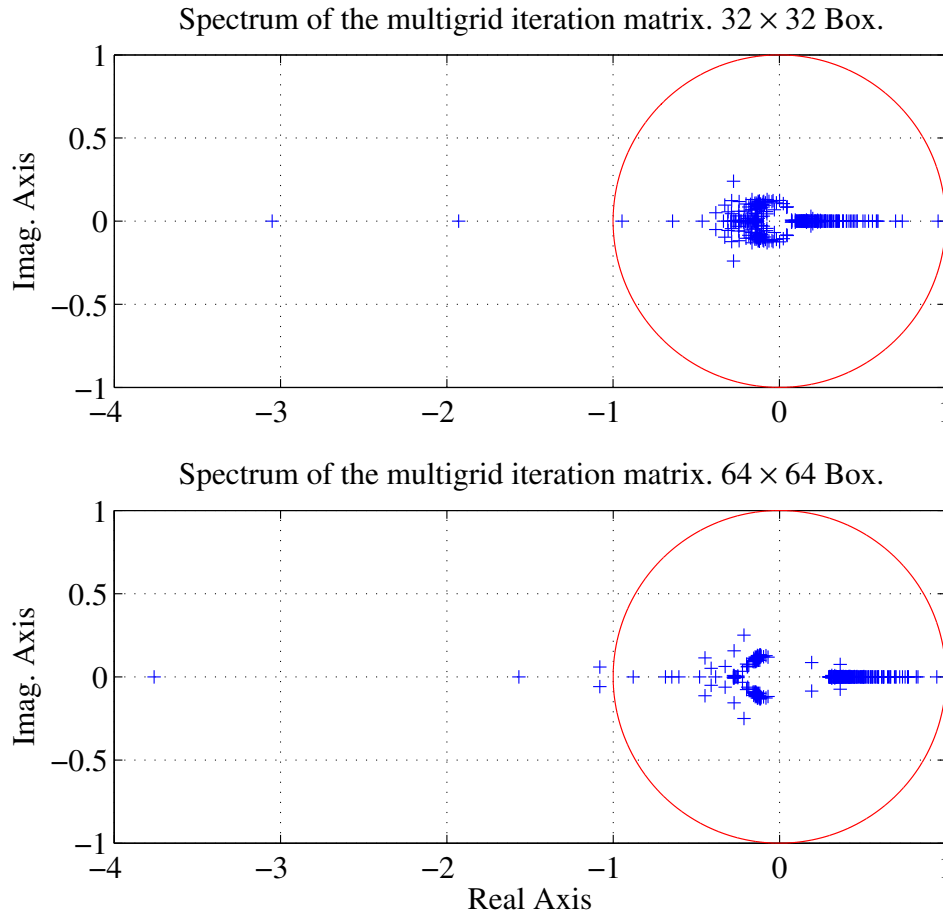 Spectrum of the multigrid iteration matrix. 32 × 32 Box.
1
0.5
0
−0.5
−1
Imag. Axis
−4 −3 −2 −1 0 1
Spectrum of the multigrid iteration matrix. 64 × 64 Box.
1
0.5
0
−0.5
−1
Imag. Axis
−4 −3 −2 −1 0 1
Real Axis